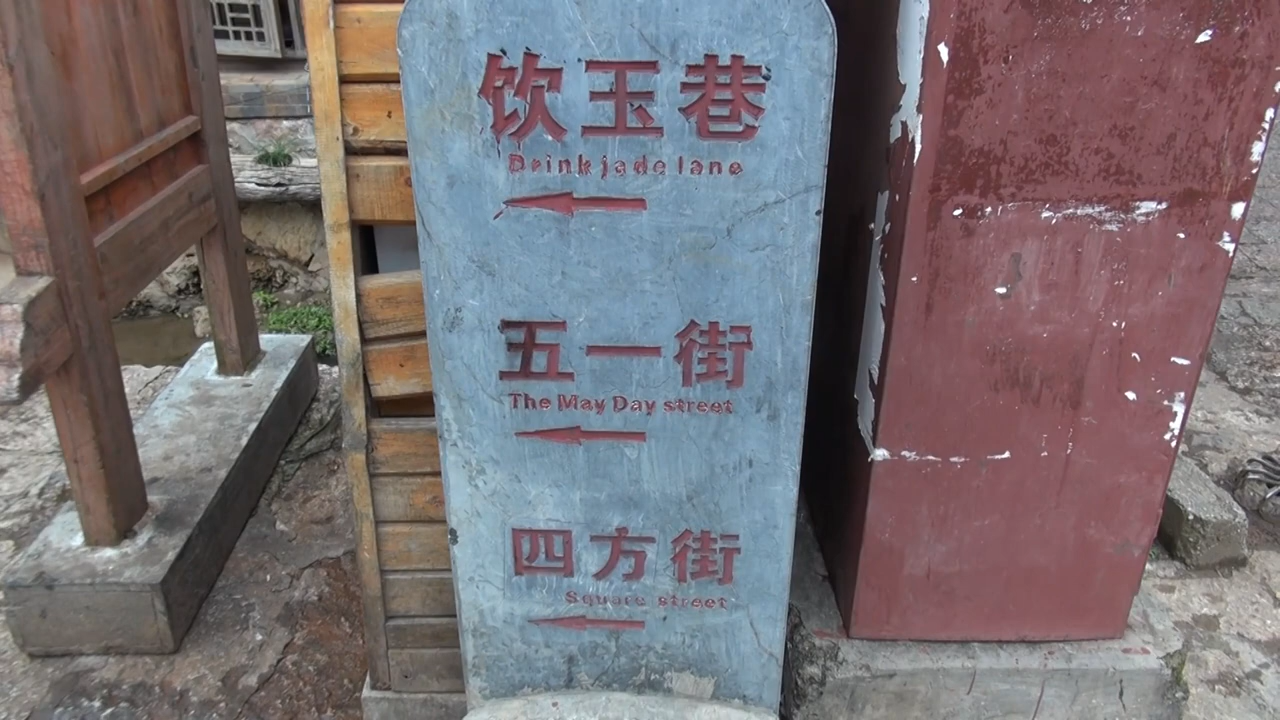 饮玉巷
Drink jade lane
五一街
The May Day street
四方街
Square street